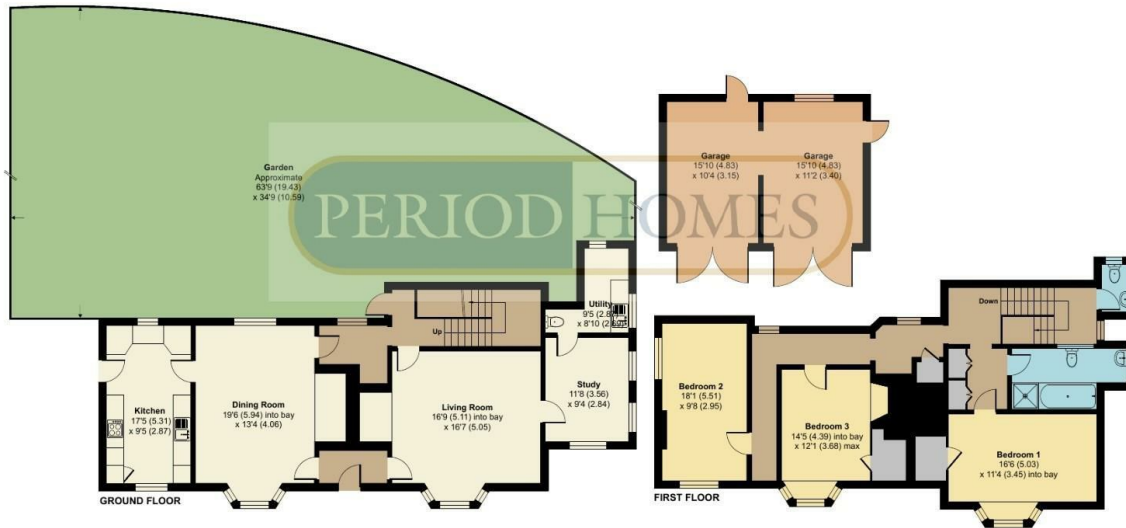 Garden
Approximate
63'9 (19.43)
x 34'9 (10.59)
Garage
15'10 (4.83)
x 10'4 (3.15)
Garage
15'10 (4.83)
x 11'2 (3.40)
PERIOD HOMES
Utility
9'5 (2.87)
x 8'10 (2.69)
Up
Kitchen
17'5 (5.31)
x 9'5 (2.87)
Dining Room
19'6 (5.94) into bay
x 13'4 (4.06)
Living Room
16'9 (5.11) into bay
x 16'7 (5.05)
Study
11'8 (3.56)
x 9'4 (2.84)
GROUND FLOOR
Down
Bedroom 2
18'1 (5.51)
x 9'8 (2.95)
Bedroom 3
14'5 (4.39) into bay
x 12'1 (3.68) max
Bedroom 1
16'6 (5.03)
x 11'4 (3.45) into bay
FIRST FLOOR